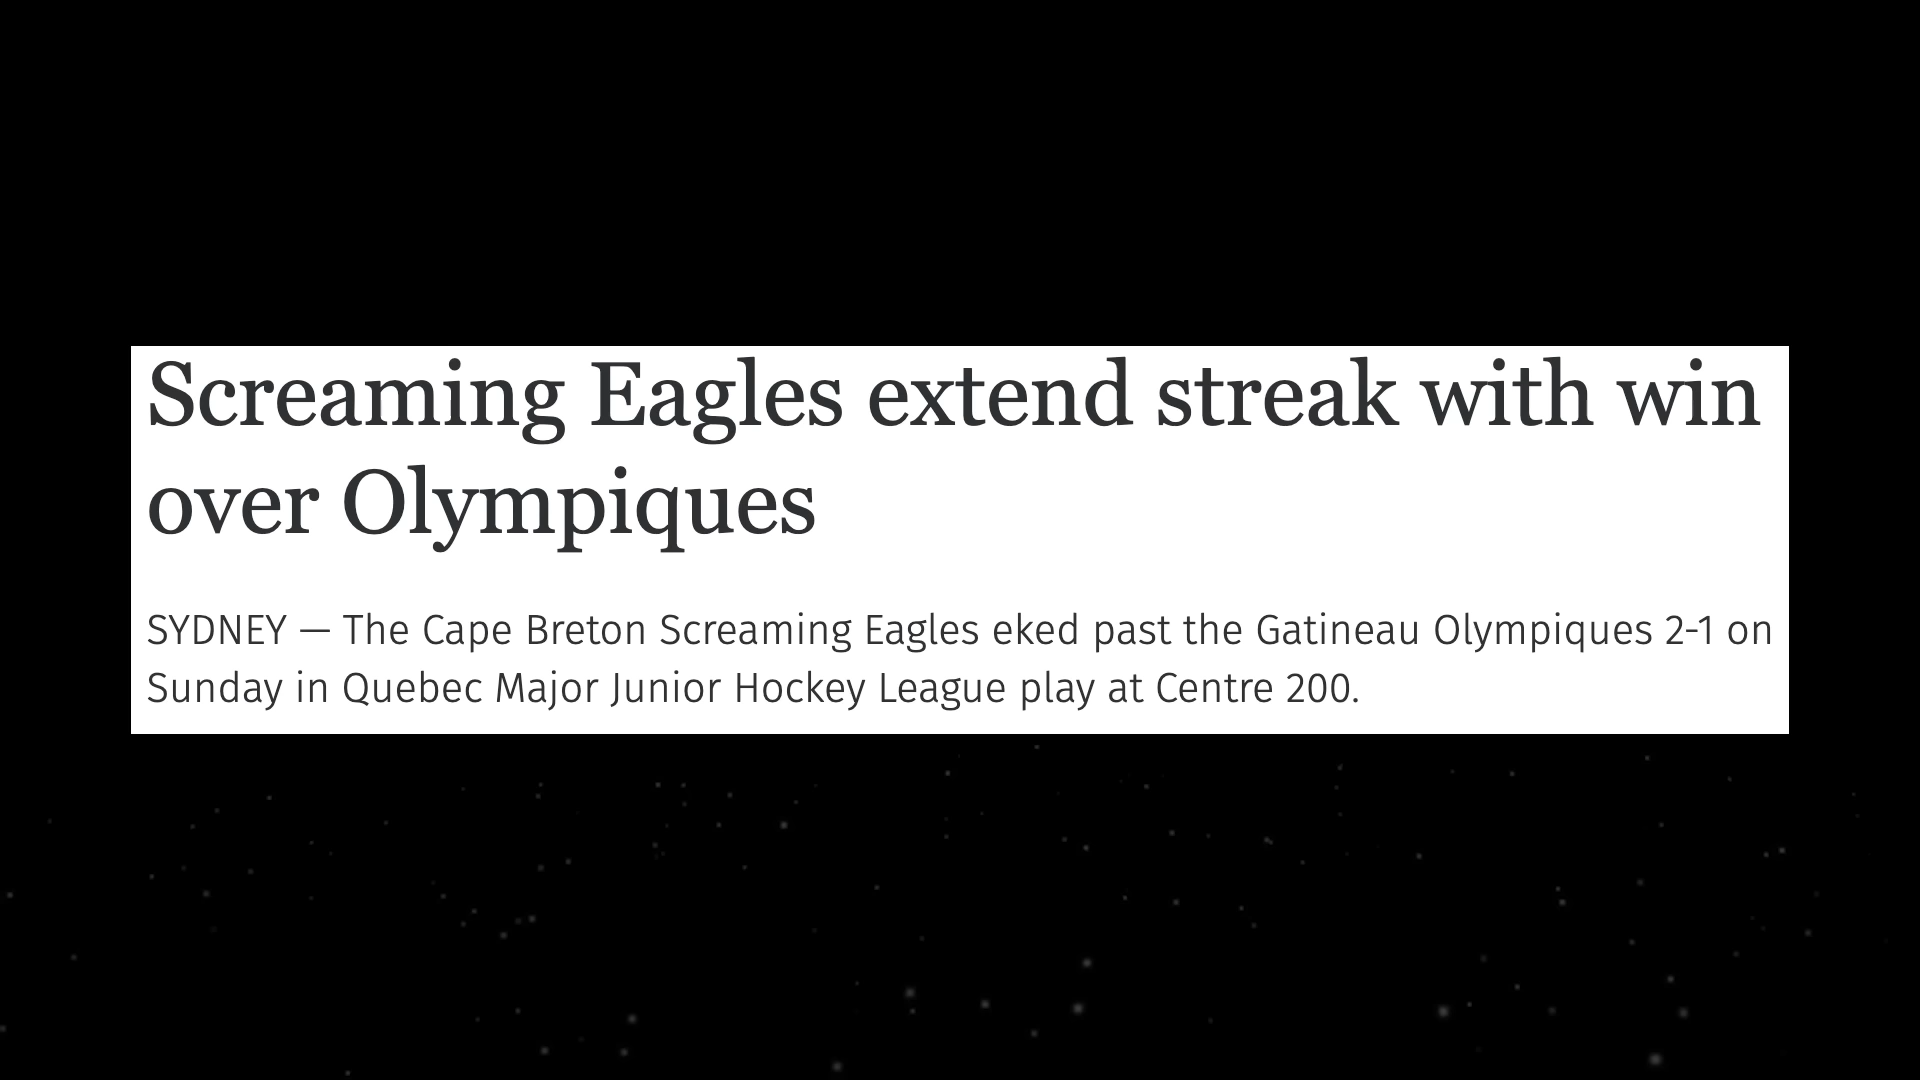 Screaming Eagles extend streak with win
over Olympiques
SYDNEY — The Cape Breton Screaming Eagles eked past the Gatineau Olympiques 2-1 on
Sunday in Quebec Major Junior Hockey League play at Centre 200.